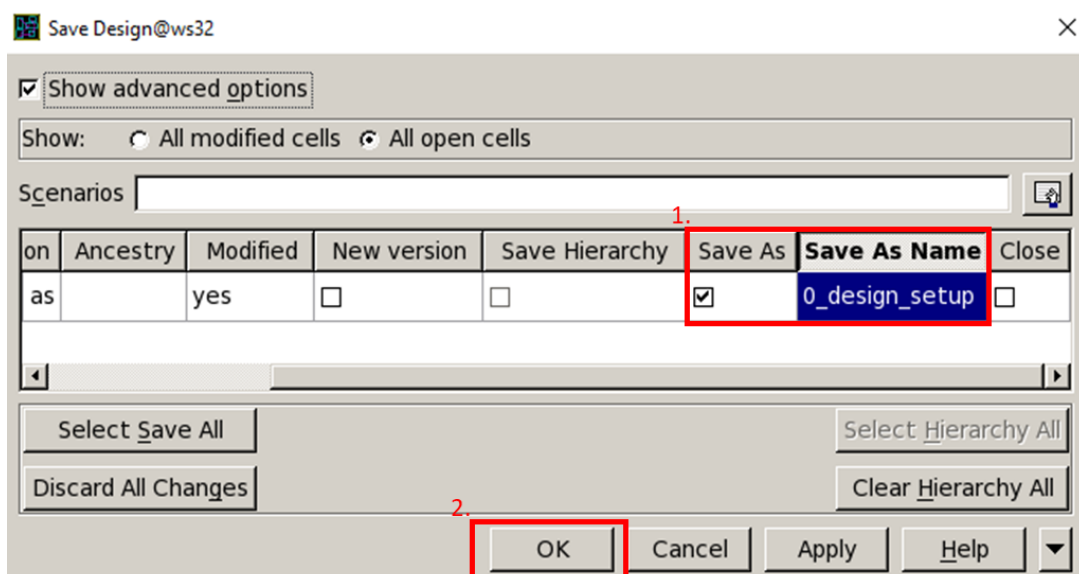 Save Design@ws32
Show advanced options
Show: All modified cells All open cells
Scenarios
1.
on Ancestry Modified New version Save Hierarchy Save As Save As Name Close
as yes 0_design_setup
Select Save All Select Hierarchy All
Discard All Changes Clear Hierarchy All
2.
OK Cancel Apply Help